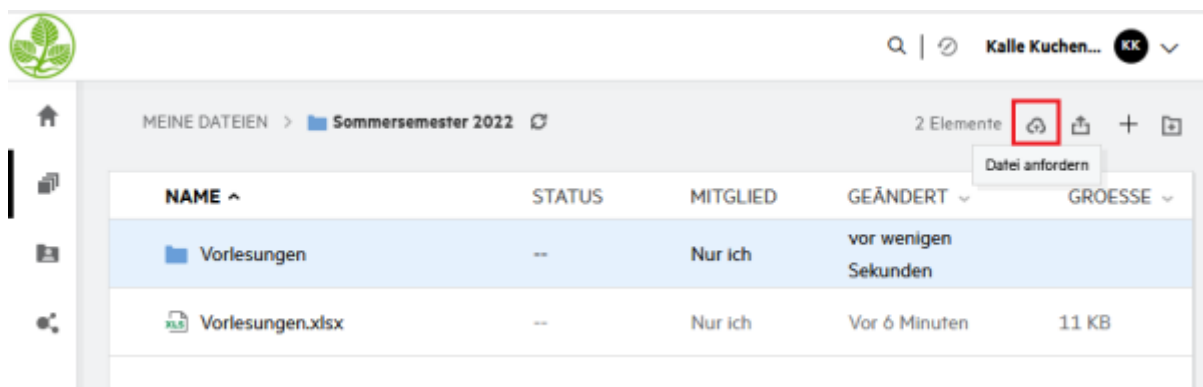 Kalle Kuchen... KK
MEINE DATEIEN > Sommersemester 2022
2 Elemente
Datei anfordern
NAME STATUS MITGLIED GEÄNDERT GROESSE
Vorlesungen -- Nur ich vor wenigen
Sekunden
XLS Vorlesungen.xlsx -- Nur ich Vor 6 Minuten 11 KB